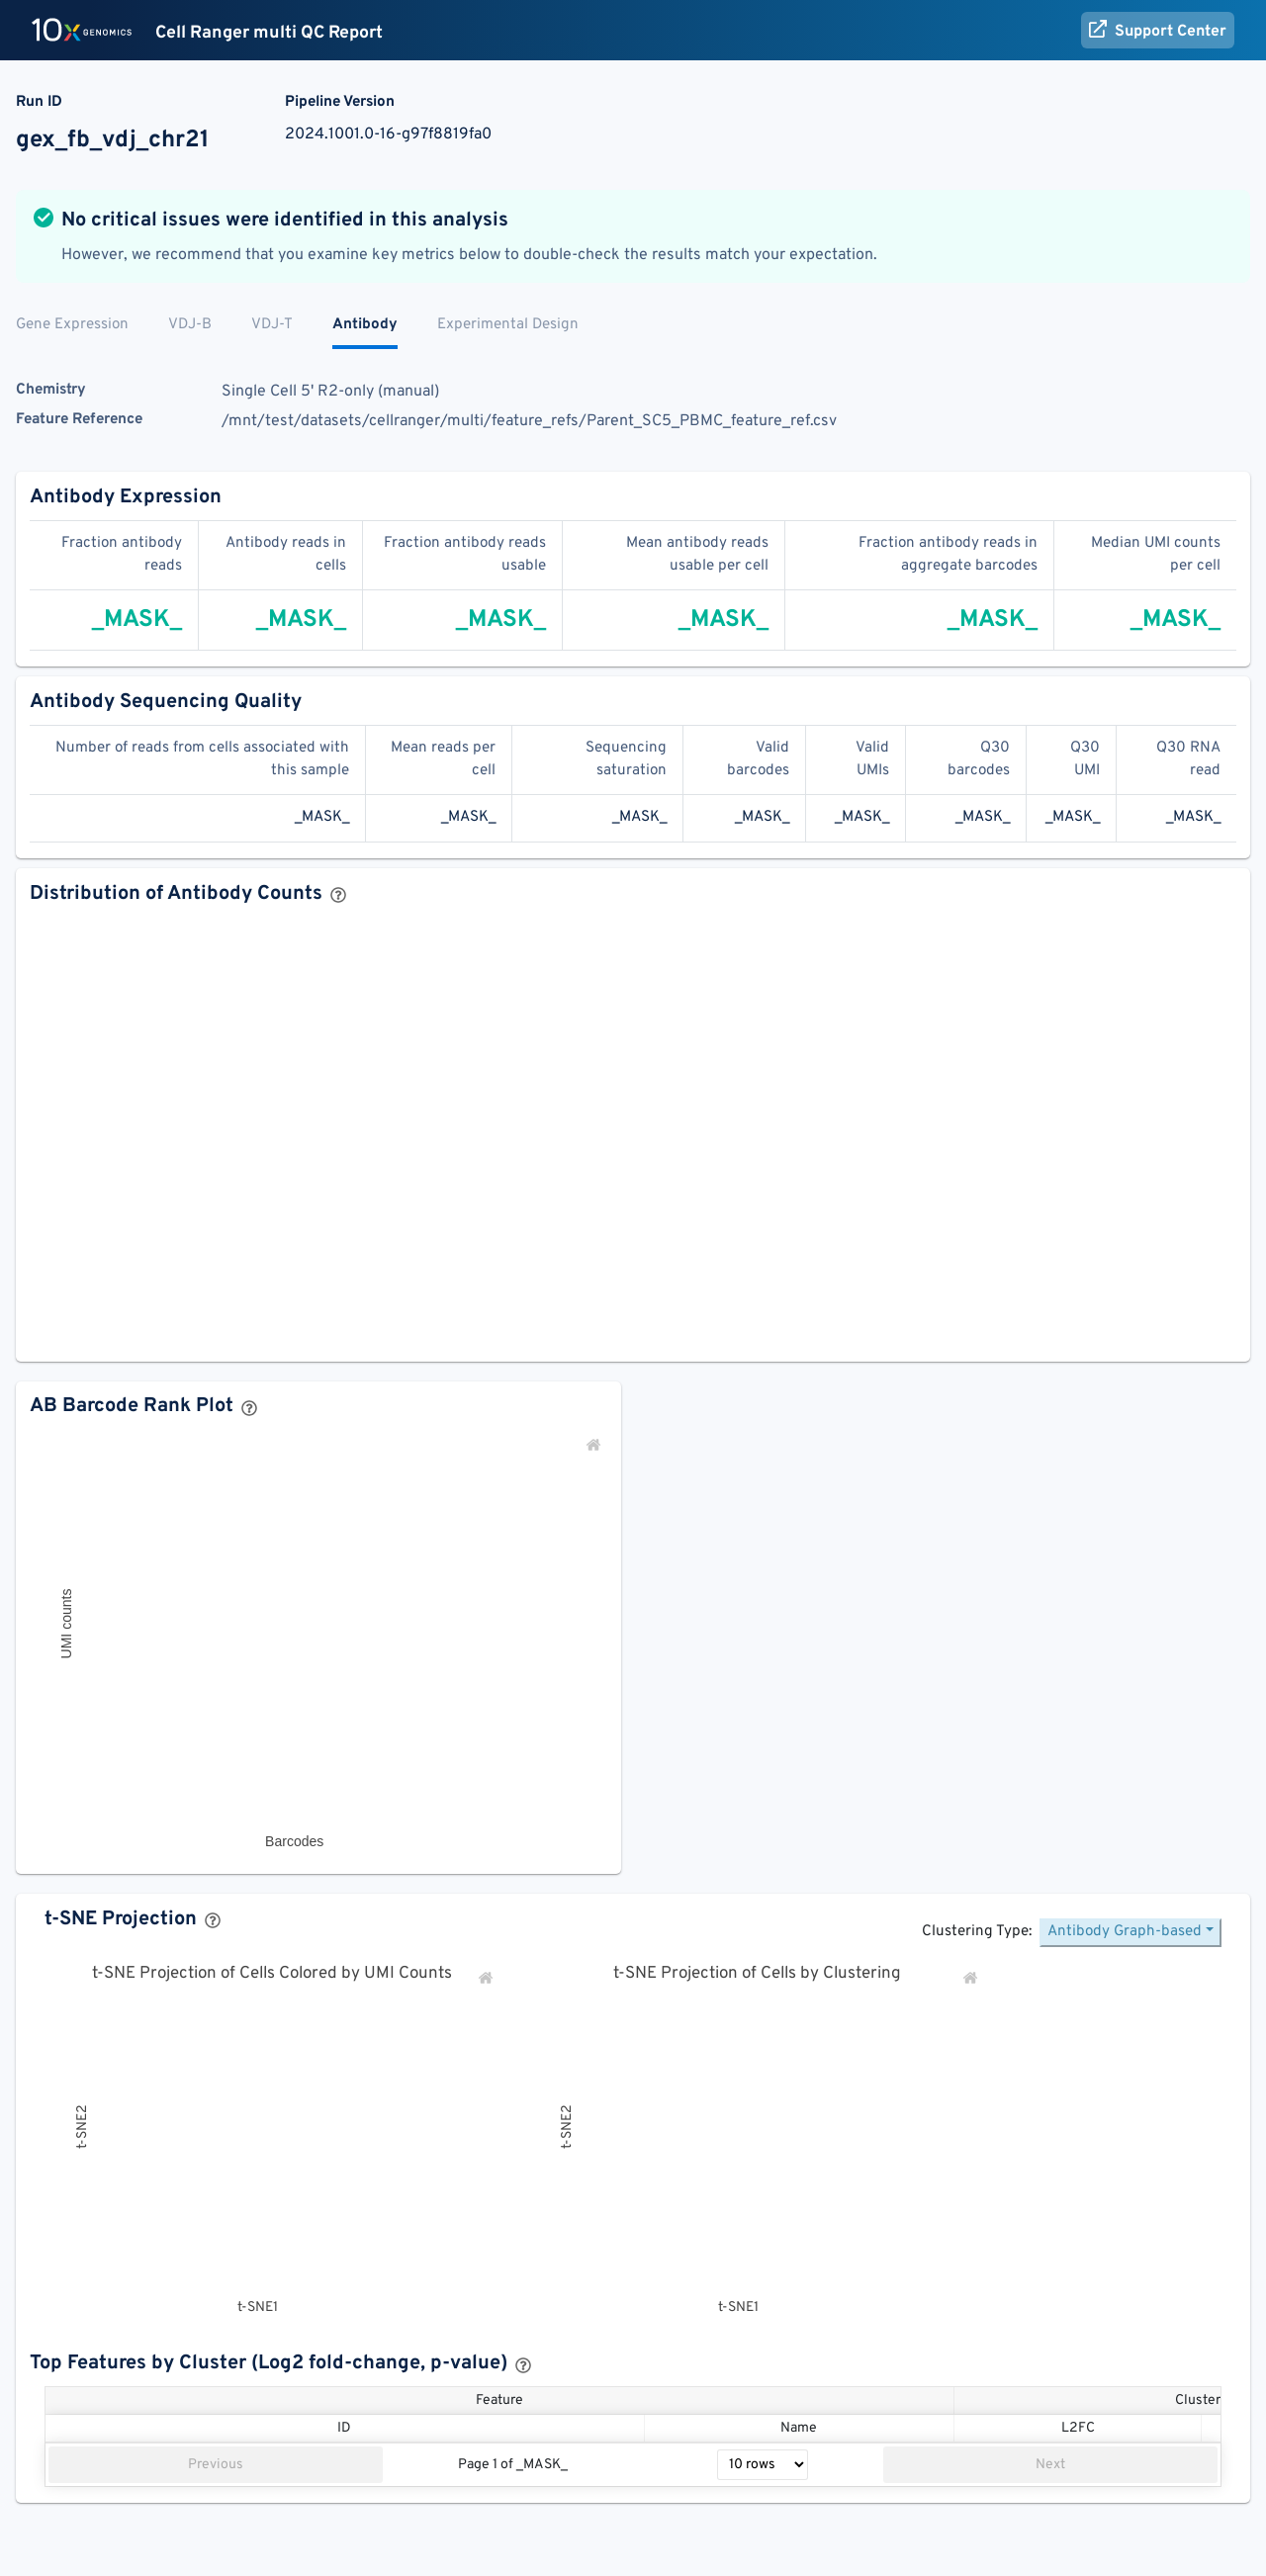 10x GENOMICS Cell Ranger multi QC Report Support Center
Run ID Pipeline Version
gex_fb_vdj_chr21 2024.1001.0-16-g97f8819fa0
No critical issues were identified in this analysis
However, we recommend that you examine key metrics below to double-check the results match your expectation.
Gene Expression VDJ-B VDJ-T Antibody Experimental Design
Chemistry Single Cell 5' R2-only (manual)
Feature Reference /mnt/test/datasets/cellranger/multi/feature_refs/Parent_SC5_PBMC_feature_ref.csv
Antibody Expression
Fraction antibody reads
Antibody reads in cells
Fraction antibody reads usable
Mean antibody reads usable per cell
Fraction antibody reads in aggregate barcodes
Median UMI counts per cell
_MASK_ _MASK_ _MASK_ _MASK_ _MASK_ _MASK_
Antibody Sequencing Quality
Number of reads from cells associated with this sample
Mean reads per cell
Sequencing saturation
Valid barcodes
Valid UMIs
Q30 barcodes
Q30 UMI
Q30 RNA read
_MASK_ _MASK_ _MASK_ _MASK_ _MASK_ _MASK_ _MASK_ _MASK_
Distribution of Antibody Counts ?
AB Barcode Rank Plot ?
UMI counts
Barcodes
t-SNE Projection ?
Clustering Type: Antibody Graph-based
t-SNE Projection of Cells Colored by UMI Counts
t-SNE2
t-SNE1
t-SNE Projection of Cells by Clustering
t-SNE2
t-SNE1
Top Features by Cluster (Log2 fold-change, p-value) ?
Feature Cluster
ID Name L2FC
Previous Page 1 of _MASK_ 10 rows Next